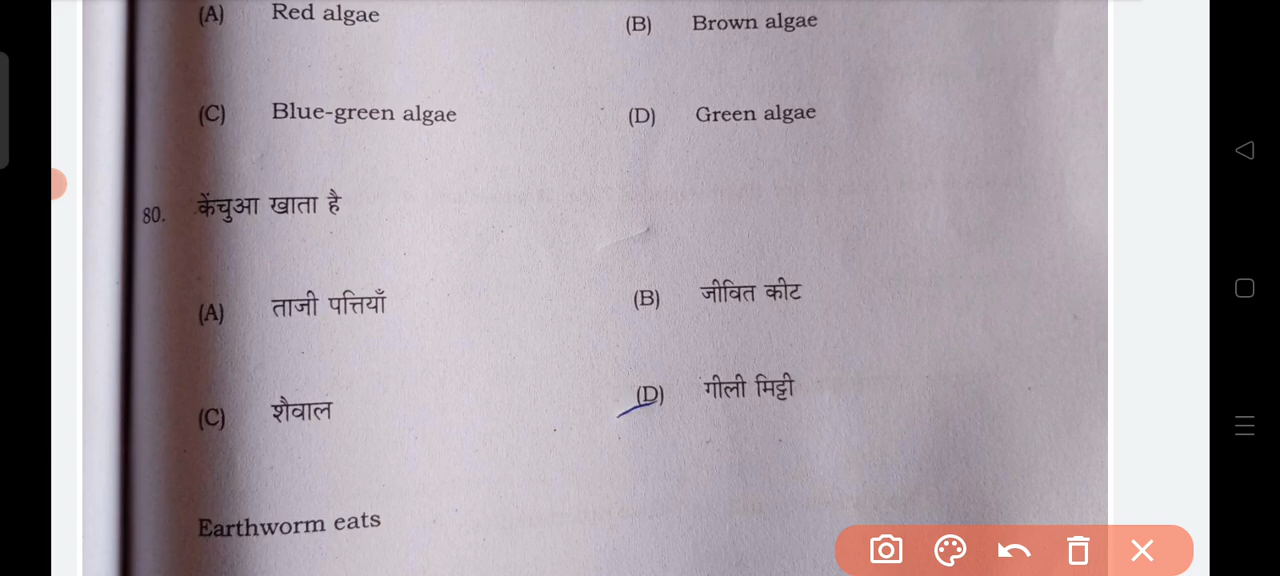 (A) Red algae (B) Brown algae
(C) Blue-green algae (D) Green algae
80. केंचुआ खाता है
(A) ताजी पत्तियाँ (B) जीवित कीट
(C) शैवाल (D) गीली मिट्टी
Earthworm eats